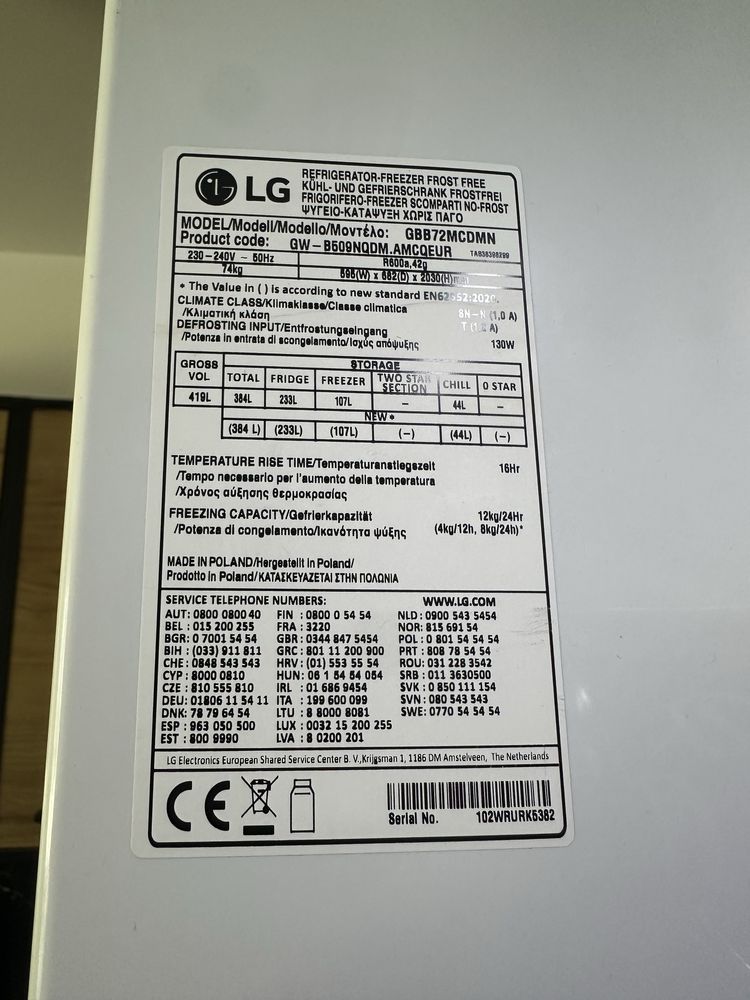 LG
REFRIGERATOR-FREEZER FROST FREE
KÜHL- UND GEFRIERSCHRANK FROSTFREI
FRIGORIFERO-FREEZER SCOMPARTI NO-FROST
ΨΥΓΕΙΟ-ΚΑΤΑΨΥΞΗ ΧΩΡΙΣ ΠΑΓΟ
MODEL/Modell/Modello/Μοντέλο: GBB72MCDMN
Product code: GW-B509NQDM.AMCQEUR TAB36398299
230-240V ~ 50Hz R600a,42g
74kg 595(W) x 682(D) x 2030(H)mm
* The Value in ( ) is according to new standard EN62552:2020.
CLIMATE CLASS/Klimaklasse/Classe climatica
/Κλιματική κλάση SN-N (1,0 A)
T (1,2 A)
DEFROSTING INPUT/Entfrostungseingang
/Potenza in entrata di scongelamento/Ισχύς απόψυξης 130W
GROSS VOL STORAGE
TOTAL FRIDGE FREEZER TWO STAR SECTION CHILL 0 STAR
419L 384L 233L 107L - 44L -
NEW *
(384 L) (233L) (107L) (-) (44L) (-)
TEMPERATURE RISE TIME/Temperaturanstiegszeit 16Hr
/Tempo necessario per l'aumento della temperatura
/Χρόνος αύξησης θερμοκρασίας
FREEZING CAPACITY/Gefrierkapazität 12kg/24Hr
/Potenza di congelamento/Ικανότητα ψύξης (4kg/12h, 8kg/24h)*
MADE IN POLAND/Hergestellt in Poland/
Prodotto in Poland/ΚΑΤΑΣΚΕΥΑΖΕΤΑΙ ΣΤΗΝ ΠΟΛΩΝΙΑ
SERVICE TELEPHONE NUMBERS: WWW.LG.COM
AUT: 0800 0800 40 FIN : 0800 0 54 54 NLD : 0900 543 5454
BEL : 015 200 255 FRA : 3220 NOR: 815 691 54
BGR: 0 7001 54 54 GBR: 0344 847 5454 POL : 0 801 54 54 54
BIH : (033) 911 811 GRC: 801 11 200 900 PRT : 808 78 54 54
CHE : 0848 543 543 HRV: (01) 553 55 54 ROU: 031 228 3542
CYP : 8000 0810 HUN: 06 1 54 54 054 SRB : 011 3630500
CZE : 810 555 810 IRL : 01 686 9454 SVK : 0 850 111 154
DEU: 01806 11 54 11 ITA : 199 600 099 SVN : 080 543 543
DNK: 78 79 64 54 LTU : 8 8000 8081 SWE: 0770 54 54 54
ESP : 963 050 500 LUX : 0032 15 200 255
EST : 800 9990 LVA : 8 0200 201
LG Electronics European Shared Service Center B. V.,Krijgsman 1, 1186 DM Amstelveen, The Netherlands
CE
Serial No. 102WRURK5382